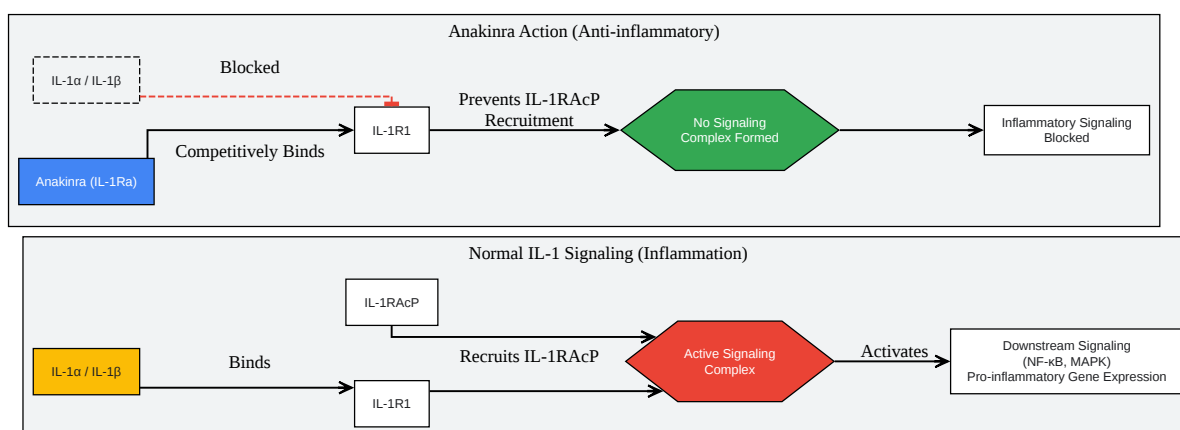 Anakinra Action (Anti-inflammatory)
IL-1α / IL-1β
Blocked
Anakinra (IL-1Ra)
Competitively Binds
IL-1R1
Prevents IL-1RAcP
Recruitment
No Signaling
Complex Formed
Inflammatory Signaling
Blocked
Normal IL-1 Signaling (Inflammation)
IL-1RAcP
IL-1α / IL-1β
Binds
IL-1R1
Recruits IL-1RAcP
Active Signaling
Complex
Activates
Downstream Signaling
(NF-κB, MAPK)
Pro-inflammatory Gene Expression